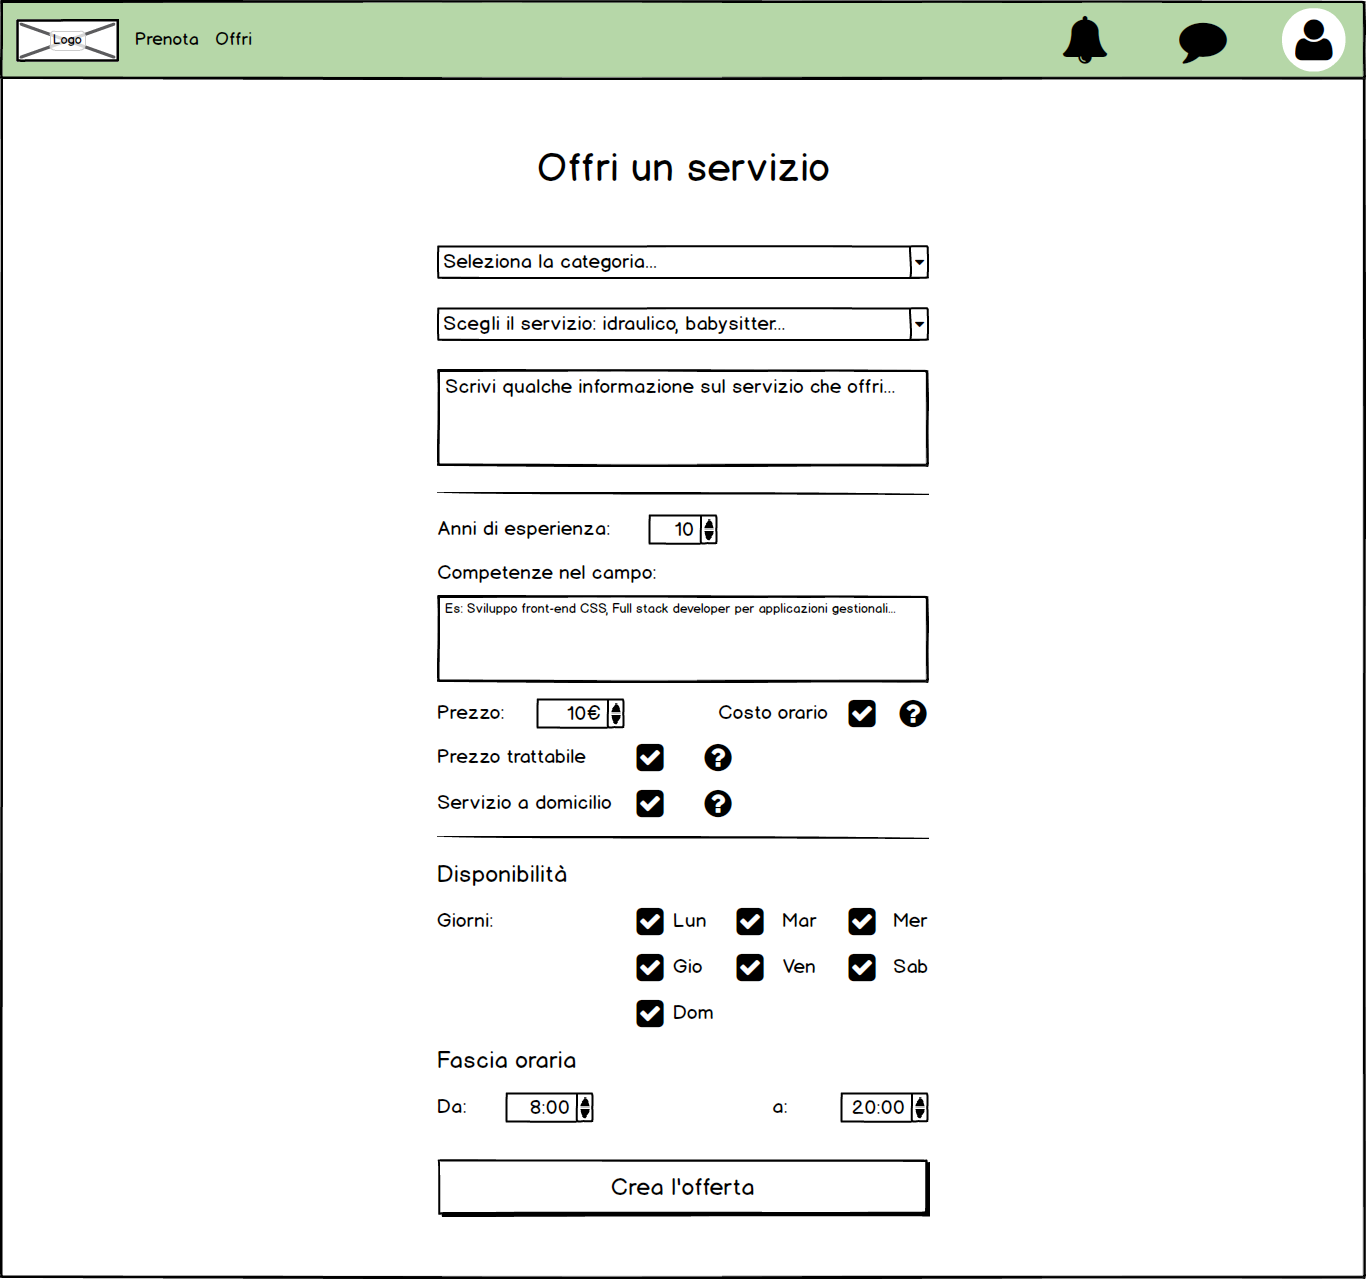 Logo Prenota Offri
Offri un servizio
Seleziona la categoria...
Scegli il servizio: idraulico, babysitter...
Scrivi qualche informazione sul servizio che offri...
Anni di esperienza: 10
Competenze nel campo:
Es: Sviluppo front-end CSS, Full stack developer per applicazioni gestionali...
Prezzo: 10€ Costo orario ?
Prezzo trattabile ?
Servizio a domicilio ?
Disponibilità
Giorni: Lun Mar Mer
Gio Ven Sab
Dom
Fascia oraria
Da: 8:00 a: 20:00
Crea l'offerta